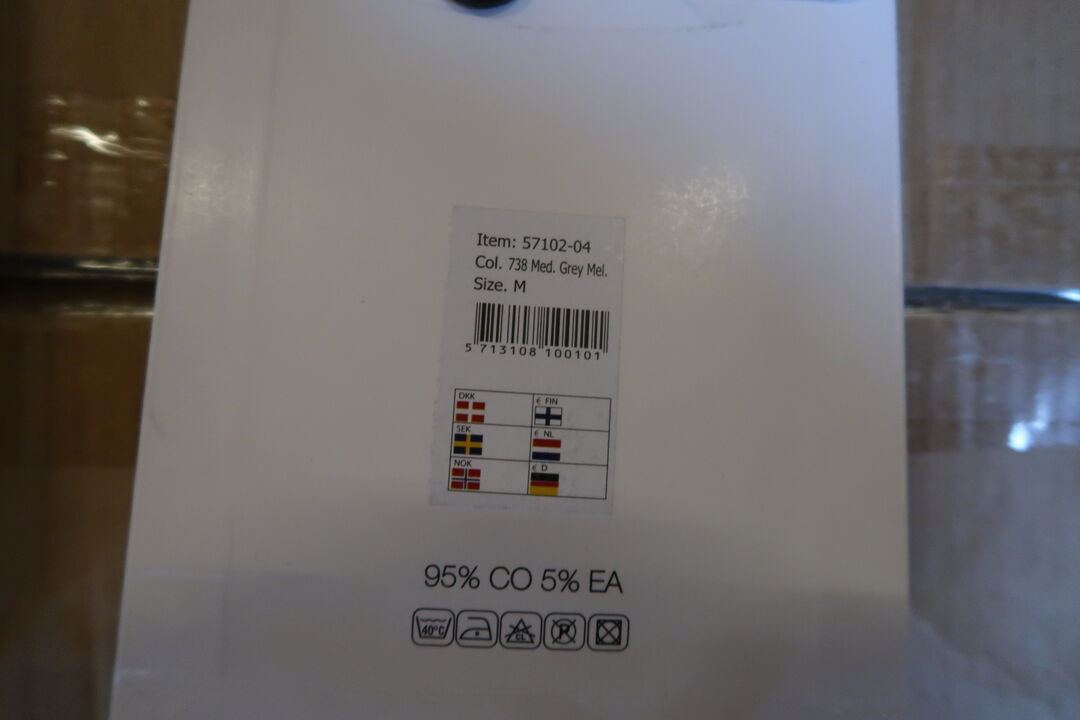 Item: 57102-04
Col. 738 Med. Grey Mel.
Size. M
5 713108 100101
DKK
€ FIN
SEK
€ NL
NOK
€ D
95% CO 5% EA
40°C CL P